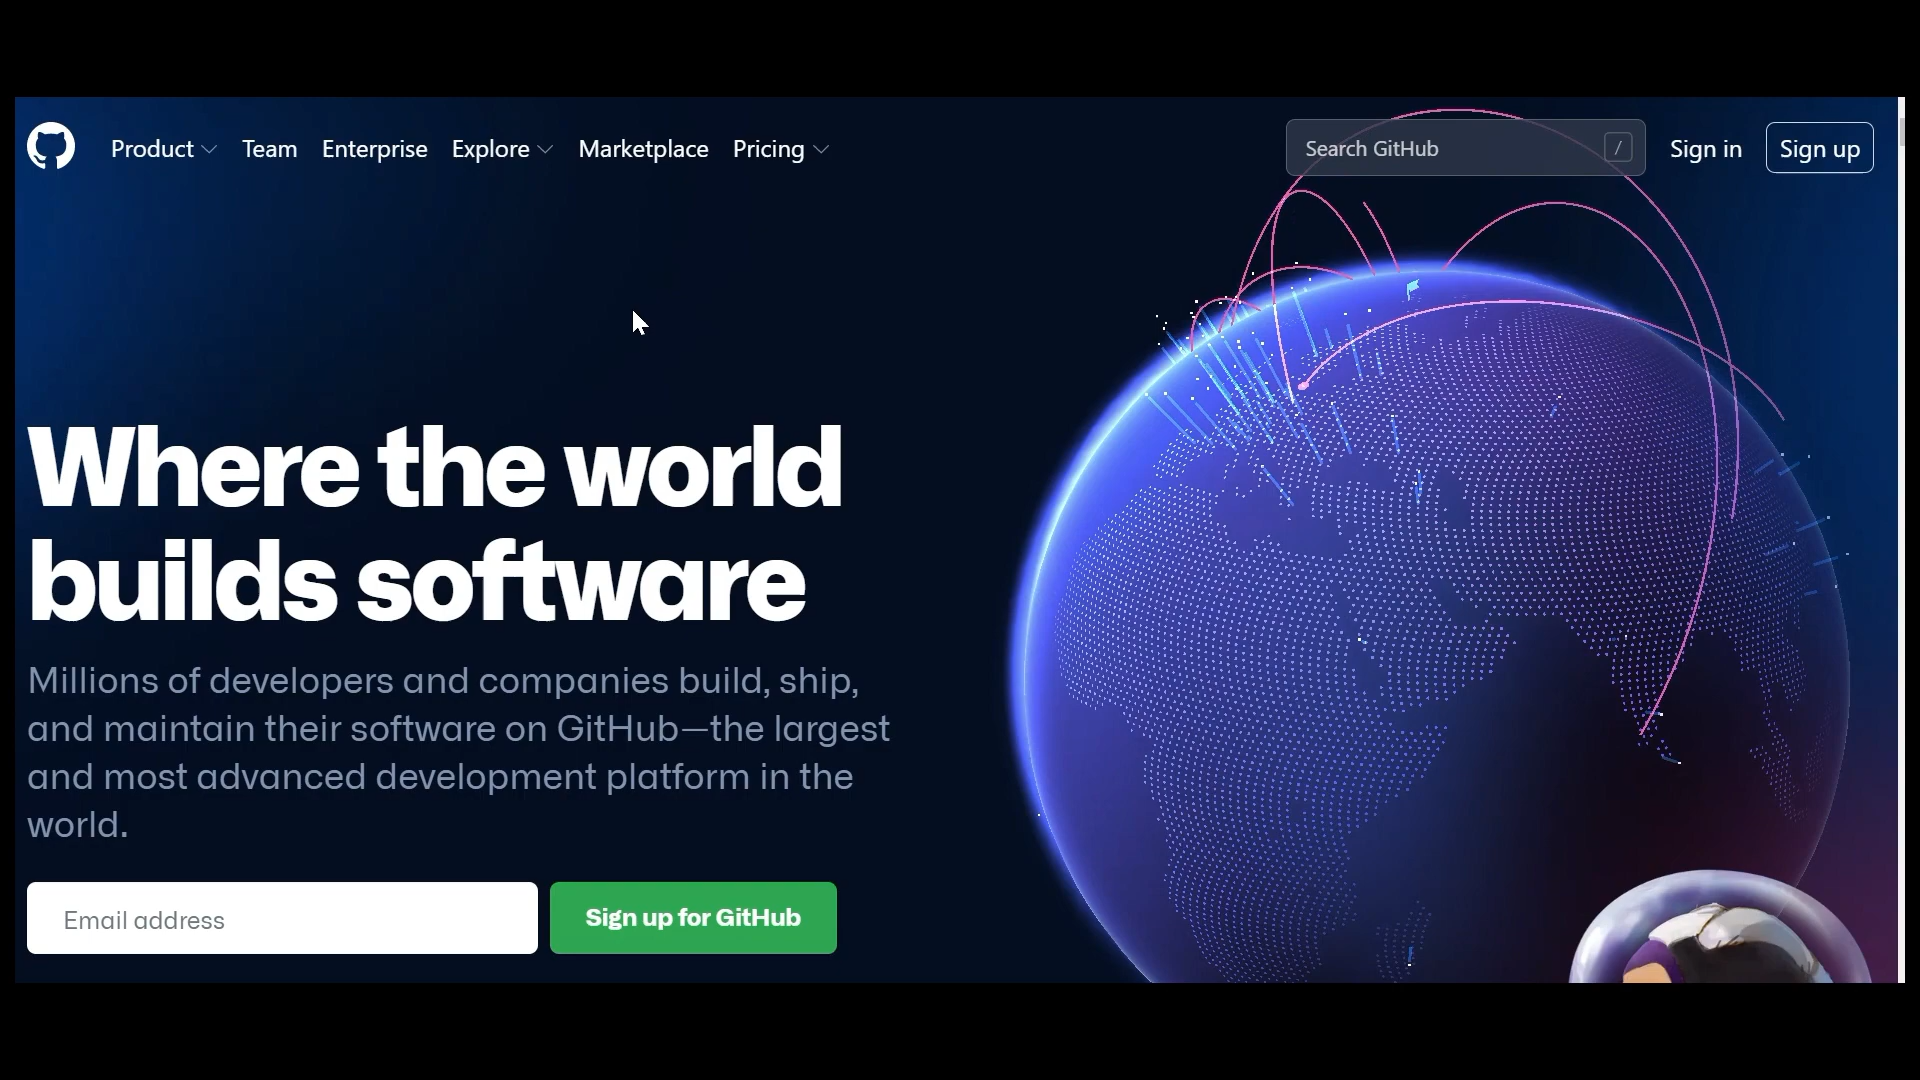 Product Team Enterprise Explore Marketplace Pricing Search GitHub / Sign in Sign up
Where the world
builds software
Millions of developers and companies build, ship,
and maintain their software on GitHub—the largest
and most advanced development platform in the
world.
Email address Sign up for GitHub